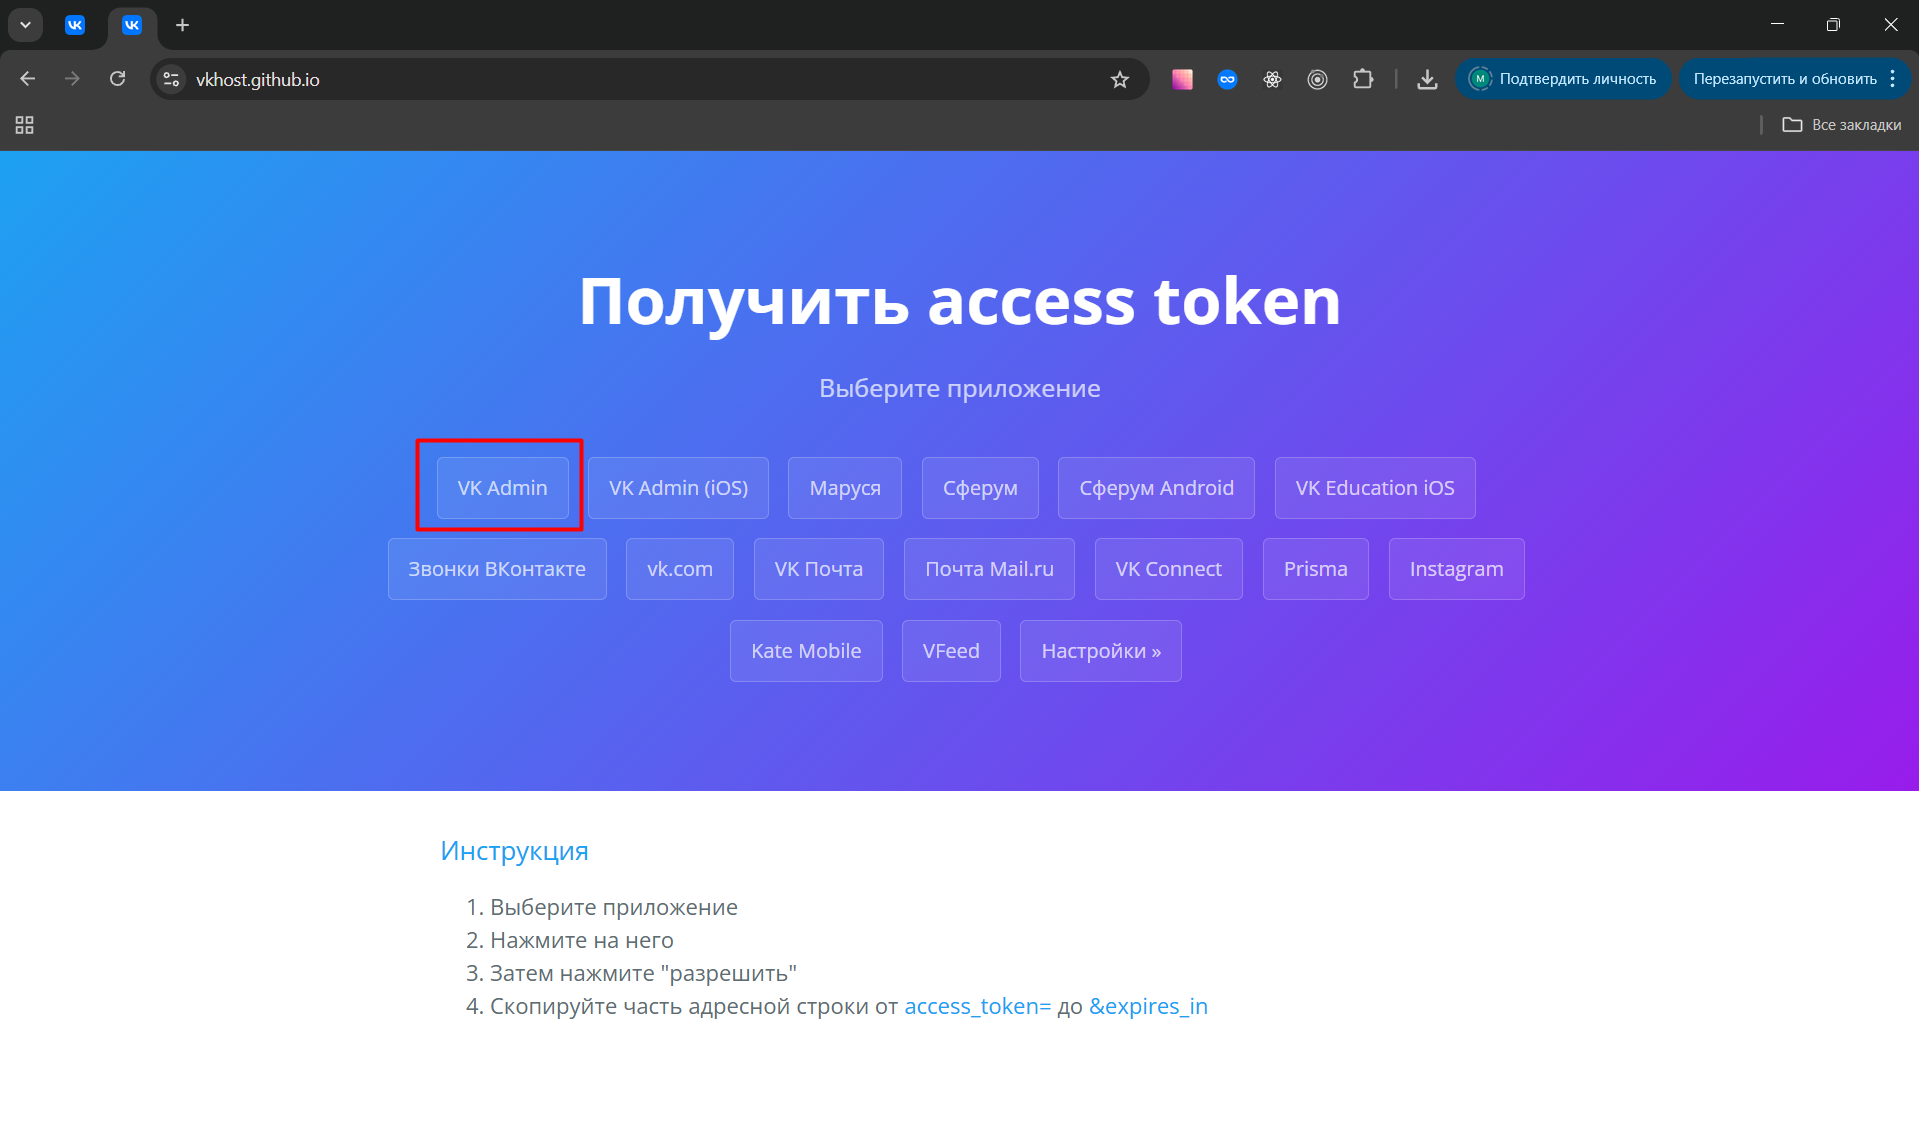 vkhost.github.io
М
Подтвердить личность
Перезапустить и обновить
Все закладки
Получить access token
Выберите приложение
VK Admin
VK Admin (iOS)
Маруся
Сферум
Сферум Android
VK Education iOS
Звонки ВКонтакте
vk.com
VK Почта
Почта Mail.ru
VK Connect
Prisma
Instagram
Kate Mobile
VFeed
Настройки »
Инструкция
1. Выберите приложение
2. Нажмите на него
3. Затем нажмите "разрешить"
4. Скопируйте часть адресной строки от access_token= до &expires_in